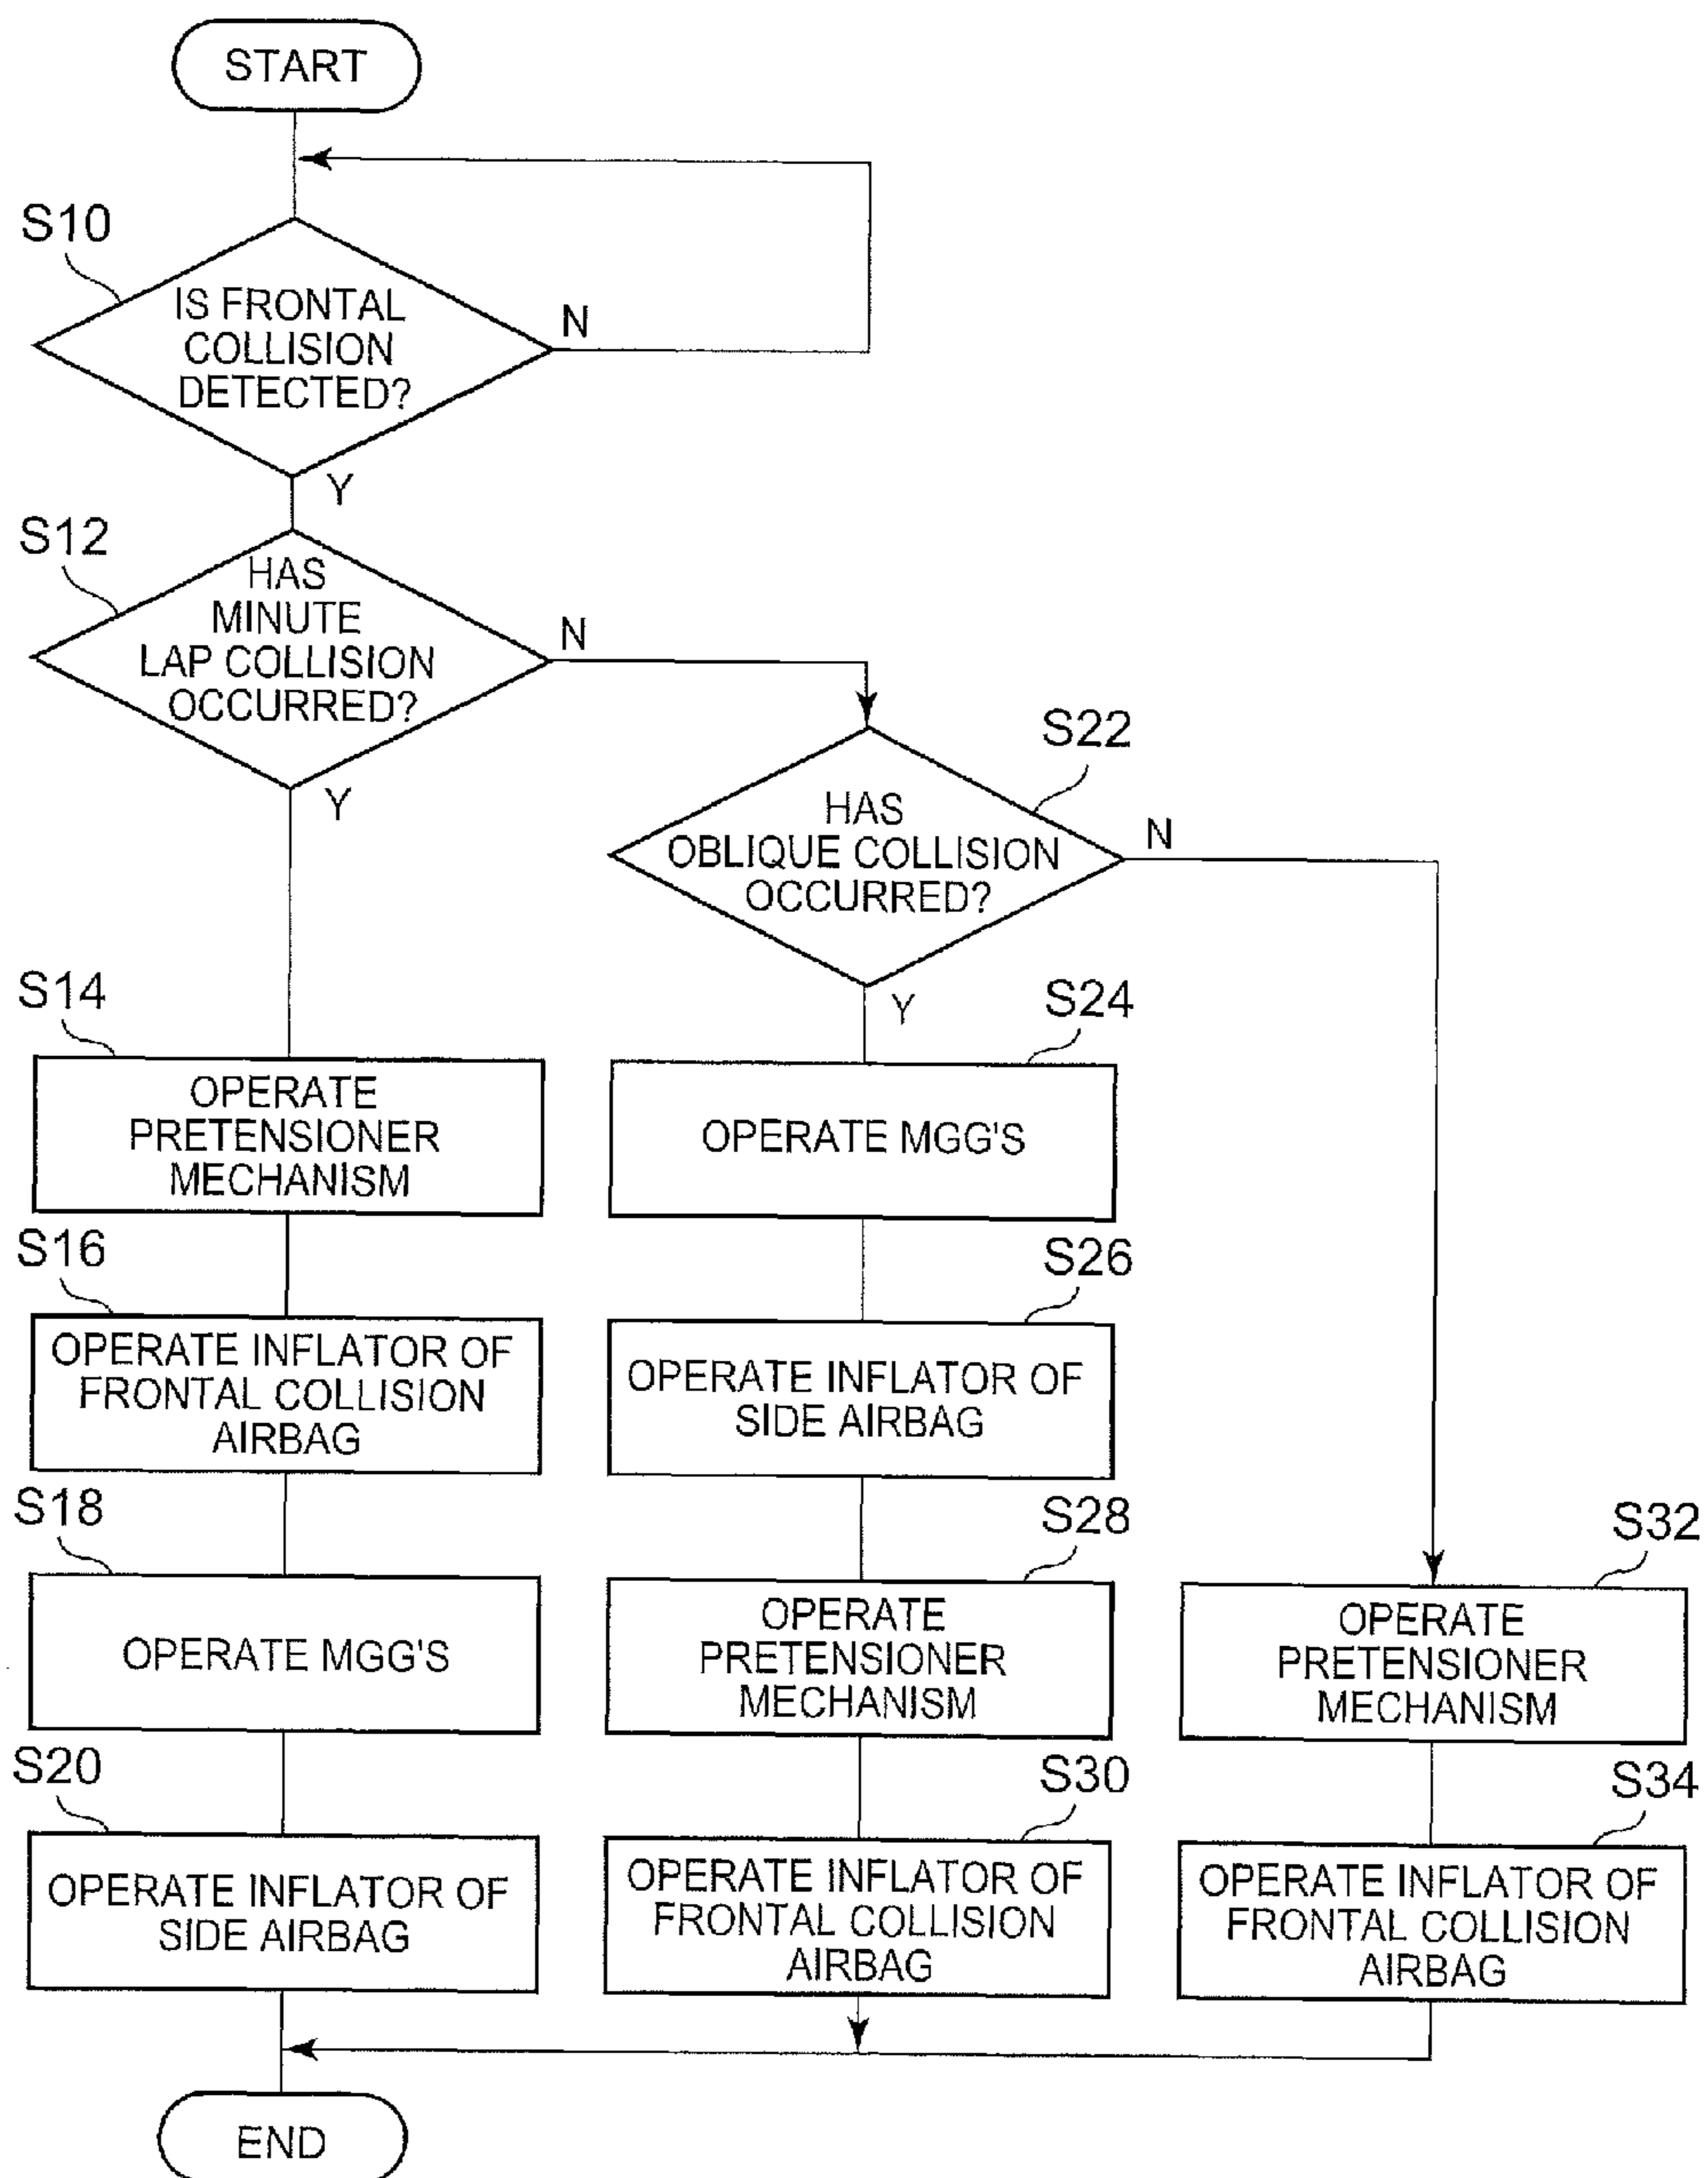 START
S10
IS FRONTAL
COLLISION
DETECTED?
N
Y
S12
HAS
MINUTE
LAP COLLISION
OCCURRED?
N
Y
S22
HAS
OBLIQUE COLLISION
OCCURRED?
N
Y
S14
OPERATE
PRETENSIONER
MECHANISM
S16
OPERATE INFLATOR OF
FRONTAL COLLISION
AIRBAG
S18
OPERATE MGG'S
S20
OPERATE INFLATOR OF
SIDE AIRBAG
S24
OPERATE MGG'S
S26
OPERATE INFLATOR OF
SIDE AIRBAG
S28
OPERATE
PRETENSIONER
MECHANISM
S30
OPERATE INFLATOR OF
FRONTAL COLLISION
AIRBAG
S32
OPERATE
PRETENSIONER
MECHANISM
S34
OPERATE INFLATOR OF
FRONTAL COLLISION
AIRBAG
END